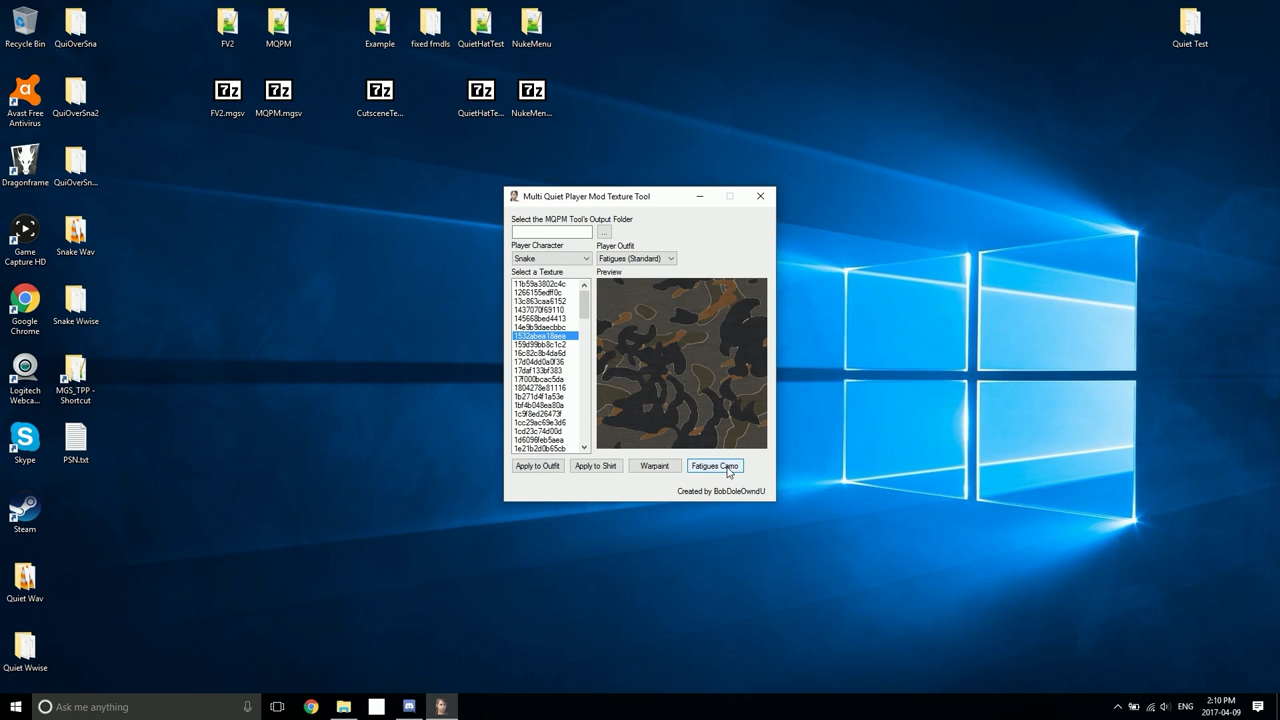 Recycle Bin
QuiOverSna
FV2
MQPM
Example
fixed fmdls
QuietHatTest
NukeMenu
Quiet Test
Avast Free
Antivirus
QuiOverSna2
FV2.mgsv
MQPM.mgsv
CutsceneTe...
QuietHatTe...
NukeMen...
Dragonframe
QuiOverSn...
Game
Capture HD
Snake Wav
Google
Chrome
Snake Wwise
Logitech
Webca...
MGS_TPP -
Shortcut
Skype
PSN.txt
Steam
Quiet Wav
Quiet Wwise
Multi Quiet Player Mod Texture Tool
Select the MQPM Tool's Output Folder
...
Player Character
Player Outfit
Snake
Fatigues (Standard)
Select a Texture
Preview
11b59a3802c4c
1266155edff0c
13c863caa6152
1437070f69110
145668bed4413
14e9b9daecbbc
1532abea18aea
159d99bb8c1c2
16c82c8b4da6d
17d04dd0a0f36
17daf133bf383
17f000bcac5da
1804278e81116
1b271d4f1a53e
1bf4b048ea80a
1c9f8ed26473f
1cc29ac69e3d6
1cd23c74d00d
1d6096feb5aea
1e21b2d0b65cb
Apply to Outfit
Apply to Shirt
Warpaint
Fatigues Camo
Created by BobDoleOwndU
Ask me anything
ENG
2:10 PM
2017-04-09